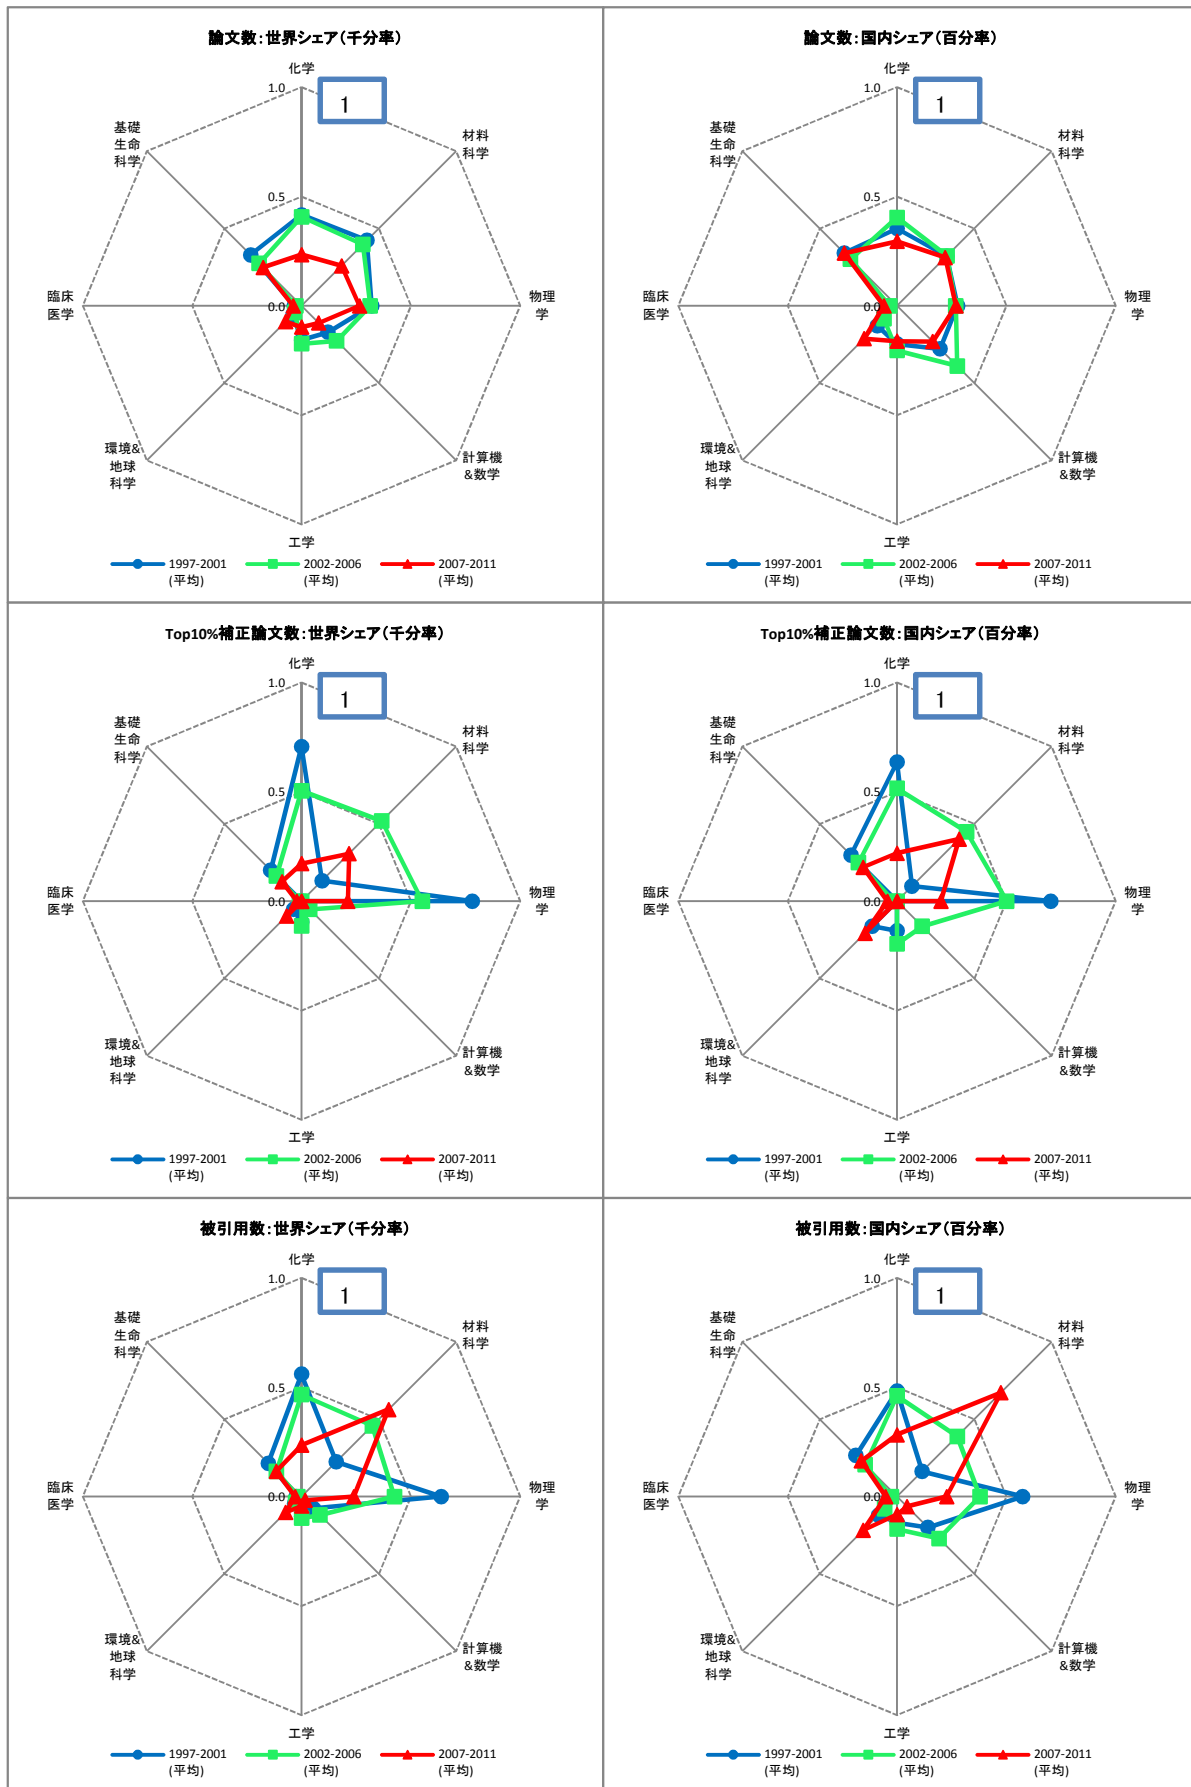 論文数:世界シェア(千分率)
化学
1.0
1
基礎
生命
科学
材料
科学
0.5
臨床
医学
0.0
物理
学
環境&
地球
科学
計算機
&数学
工学
1997-2001
(平均)
2002-2006
(平均)
2007-2011
(平均)
論文数:国内シェア(百分率)
化学
1.0
1
基礎
生命
科学
材料
科学
0.5
臨床
医学
0.0
物理
学
環境&
地球
科学
計算機
&数学
工学
1997-2001
(平均)
2002-2006
(平均)
2007-2011
(平均)
Top10%補正論文数:世界シェア(千分率)
化学
1.0
1
基礎
生命
科学
材料
科学
0.5
臨床
医学
0.0
物理
学
環境&
地球
科学
計算機
&数学
工学
1997-2001
(平均)
2002-2006
(平均)
2007-2011
(平均)
Top10%補正論文数:国内シェア(百分率)
化学
1.0
1
基礎
生命
科学
材料
科学
0.5
臨床
医学
0.0
物理
学
環境&
地球
科学
計算機
&数学
工学
1997-2001
(平均)
2002-2006
(平均)
2007-2011
(平均)
被引用数:世界シェア(千分率)
化学
1.0
1
基礎
生命
科学
材料
科学
0.5
臨床
医学
0.0
物理
学
環境&
地球
科学
計算機
&数学
工学
1997-2001
(平均)
2002-2006
(平均)
2007-2011
(平均)
被引用数:国内シェア(百分率)
化学
1.0
1
基礎
生命
科学
材料
科学
0.5
臨床
医学
0.0
物理
学
環境&
地球
科学
計算機
&数学
工学
1997-2001
(平均)
2002-2006
(平均)
2007-2011
(平均)